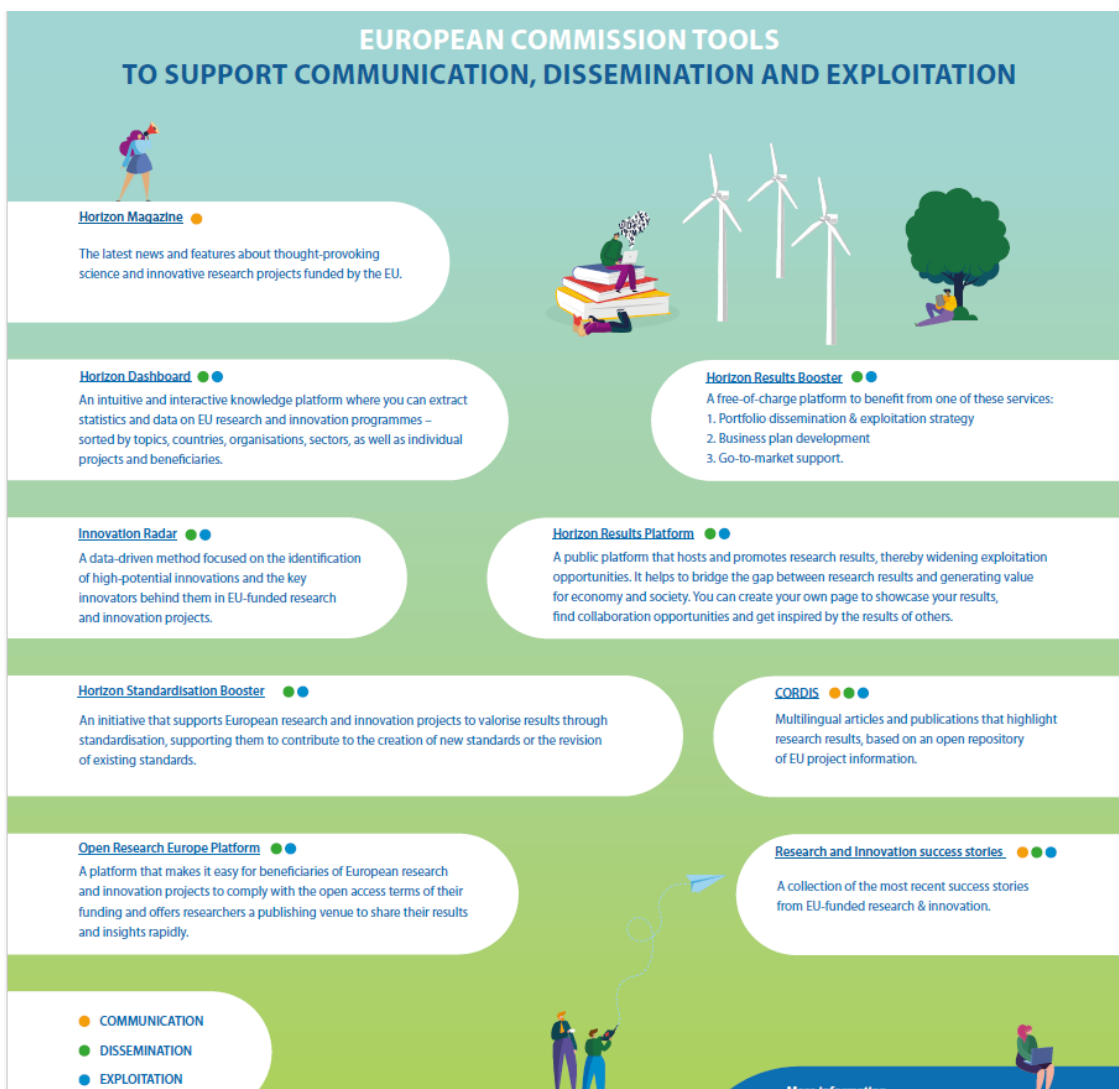 EUROPEAN COMMISSION TOOLS
TO SUPPORT COMMUNICATION, DISSEMINATION AND EXPLOITATION
Horizon Magazine
The latest news and features about thought-provoking
science and innovative research projects funded by the EU.
Horizon Dashboard
An intuitive and interactive knowledge platform where you can extract
statistics and data on EU research and innovation programmes –
sorted by topics, countries, organisations, sectors, as well as individual
projects and beneficiaries.
Horizon Results Booster
A free-of-charge platform to benefit from one of these services:
1. Portfolio dissemination & exploitation strategy
2. Business plan development
3. Go-to-market support.
Innovation Radar
A data-driven method focused on the identification
of high-potential innovations and the key
innovators behind them in EU-funded research
and innovation projects.
Horizon Results Platform
A public platform that hosts and promotes research results, thereby widening exploitation
opportunities. It helps to bridge the gap between research results and generating value
for economy and society. You can create your own page to showcase your results,
find collaboration opportunities and get inspired by the results of others.
Horizon Standardisation Booster
An initiative that supports European research and innovation projects to valorise results through
standardisation, supporting them to contribute to the creation of new standards or the revision
of existing standards.
CORDIS
Multilingual articles and publications that highlight
research results, based on an open repository
of EU project information.
Open Research Europe Platform
A platform that makes it easy for beneficiaries of European research
and innovation projects to comply with the open access terms of their
funding and offers researchers a publishing venue to share their results
and insights rapidly.
Research and Innovation success stories
A collection of the most recent success stories
from EU-funded research & innovation.
COMMUNICATION
DISSEMINATION
EXPLOITATION
More information